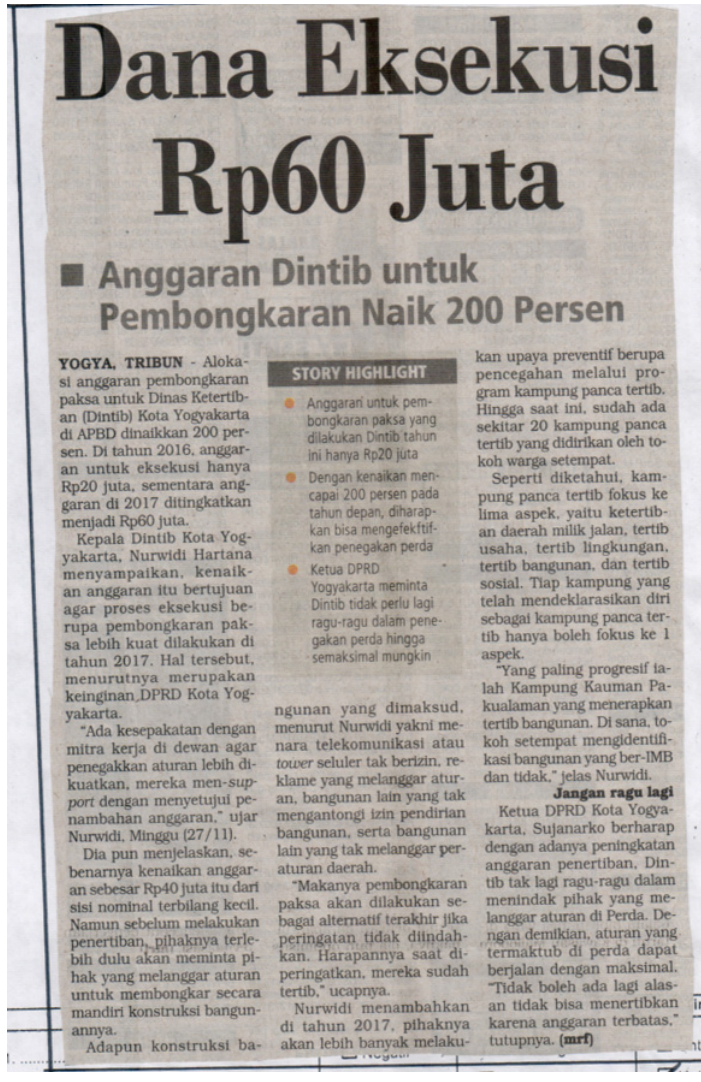 Dana Eksekusi
Rp60 Juta
■ Anggaran Dintib untuk
Pembongkaran Naik 200 Persen
YOGYA, TRIBUN - Aloka-
si anggaran pembongkaran
paksa untuk Dinas Ketertib-
an (Dintib) Kota Yogyakarta
di APBD dinaikkan 200 per-
sen. Di tahun 2016, anggar-
an untuk eksekusi hanya
Rp20 juta, sementara ang-
garan di 2017 ditingkatkan
menjadi Rp60 juta.
Kepala Dintib Kota Yog-
yakarta, Nurwidi Hartana
menyampaikan, kenaik-
an anggaran itu bertujuan
agar proses eksekusi be-
rupa pembongkaran pak-
sa lebih kuat dilakukan di
tahun 2017. Hal tersebut,
menurutnya merupakan
keinginan DPRD Kota Yog-
yakarta.
"Ada kesepakatan dengan
mitra kerja di dewan agar
penegakkan aturan lebih di-
kuatkan, mereka men-sup-
port dengan menyetujui pe-
nambahan anggaran," ujar
Nurwidi, Minggu (27/11).
Dia pun menjelaskan, se-
benarnya kenaikan anggar-
an sebesar Rp40 juta itu dari
sisi nominal terbilang kecil.
Namun sebelum melakukan
penertiban, pihaknya terle-
bih dulu akan meminta pi-
hak yang melanggar aturan
untuk membongkar secara
mandiri konstruksi bangun-
annya.
Adapun konstruksi ba-
STORY HIGHLIGHT
● Anggaran untuk pem-
bongkaran paksa yang
dilakukan Dintib tahun
ini hanya Rp20 juta
● Dengan kenaikan men-
capai 200 persen pada
tahun depan, diharap-
kan bisa mengefekftif-
kan penegakan perda
● Ketua DPRD
Yogyakarta meminta
Dintib tidak perlu lagi
ragu-ragu dalam pene-
gakan perda hingga
semaksimal mungkin
ngunan yang dimaksud,
menurut Nurwidi yakni me-
nara telekomunikasi atau
tower seluler tak berizin, re-
klame yang melanggar atur-
an, bangunan lain yang tak
mengantongi izin pendirian
bangunan, serta bangunan
lain yang tak melanggar per-
aturan daerah.
"Makanya pembongkaran
paksa akan dilakukan se-
bagai alternatif terakhir jika
peringatan tidak diindah-
kan. Harapannya saat di-
peringatkan, mereka sudah
tertib," ucapnya.
Nurwidi menambahkan
di tahun 2017, pihaknya
akan lebih banyak melaku-
kan upaya preventif berupa
pencegahan melalui pro-
gram kampung panca tertib.
Hingga saat ini, sudah ada
sekitar 20 kampung panca
tertib yang didirikan oleh to-
koh warga setempat.
Seperti diketahui, kam-
pung panca tertib fokus ke
lima aspek, yaitu ketertib-
an daerah milik jalan, tertib
usaha, tertib lingkungan,
tertib bangunan, dan tertib
sosial. Tiap kampung yang
telah mendeklarasikan diri
sebagai kampung panca ter-
tib hanya boleh fokus ke 1
aspek.
"Yang paling progresif ia-
lah Kampung Kauman Pa-
kualaman yang menerapkan
tertib bangunan. Di sana, to-
koh setempat mengidentifi-
kasi bangunan yang ber-IMB
dan tidak," jelas Nurwidi.
Jangan ragu lagi
Ketua DPRD Kota Yogya-
karta, Sujanarko berharap
dengan adanya peningkatan
anggaran penertiban, Din-
tib tak lagi ragu-ragu dalam
menindak pihak yang me-
langgar aturan di Perda. De-
ngan demikian, aturan yang
termaktub di perda dapat
berjalan dengan maksimal.
"Tidak boleh ada lagi alas-
an tidak bisa menertibkan
karena anggaran terbatas,"
tutupnya. (mrf)